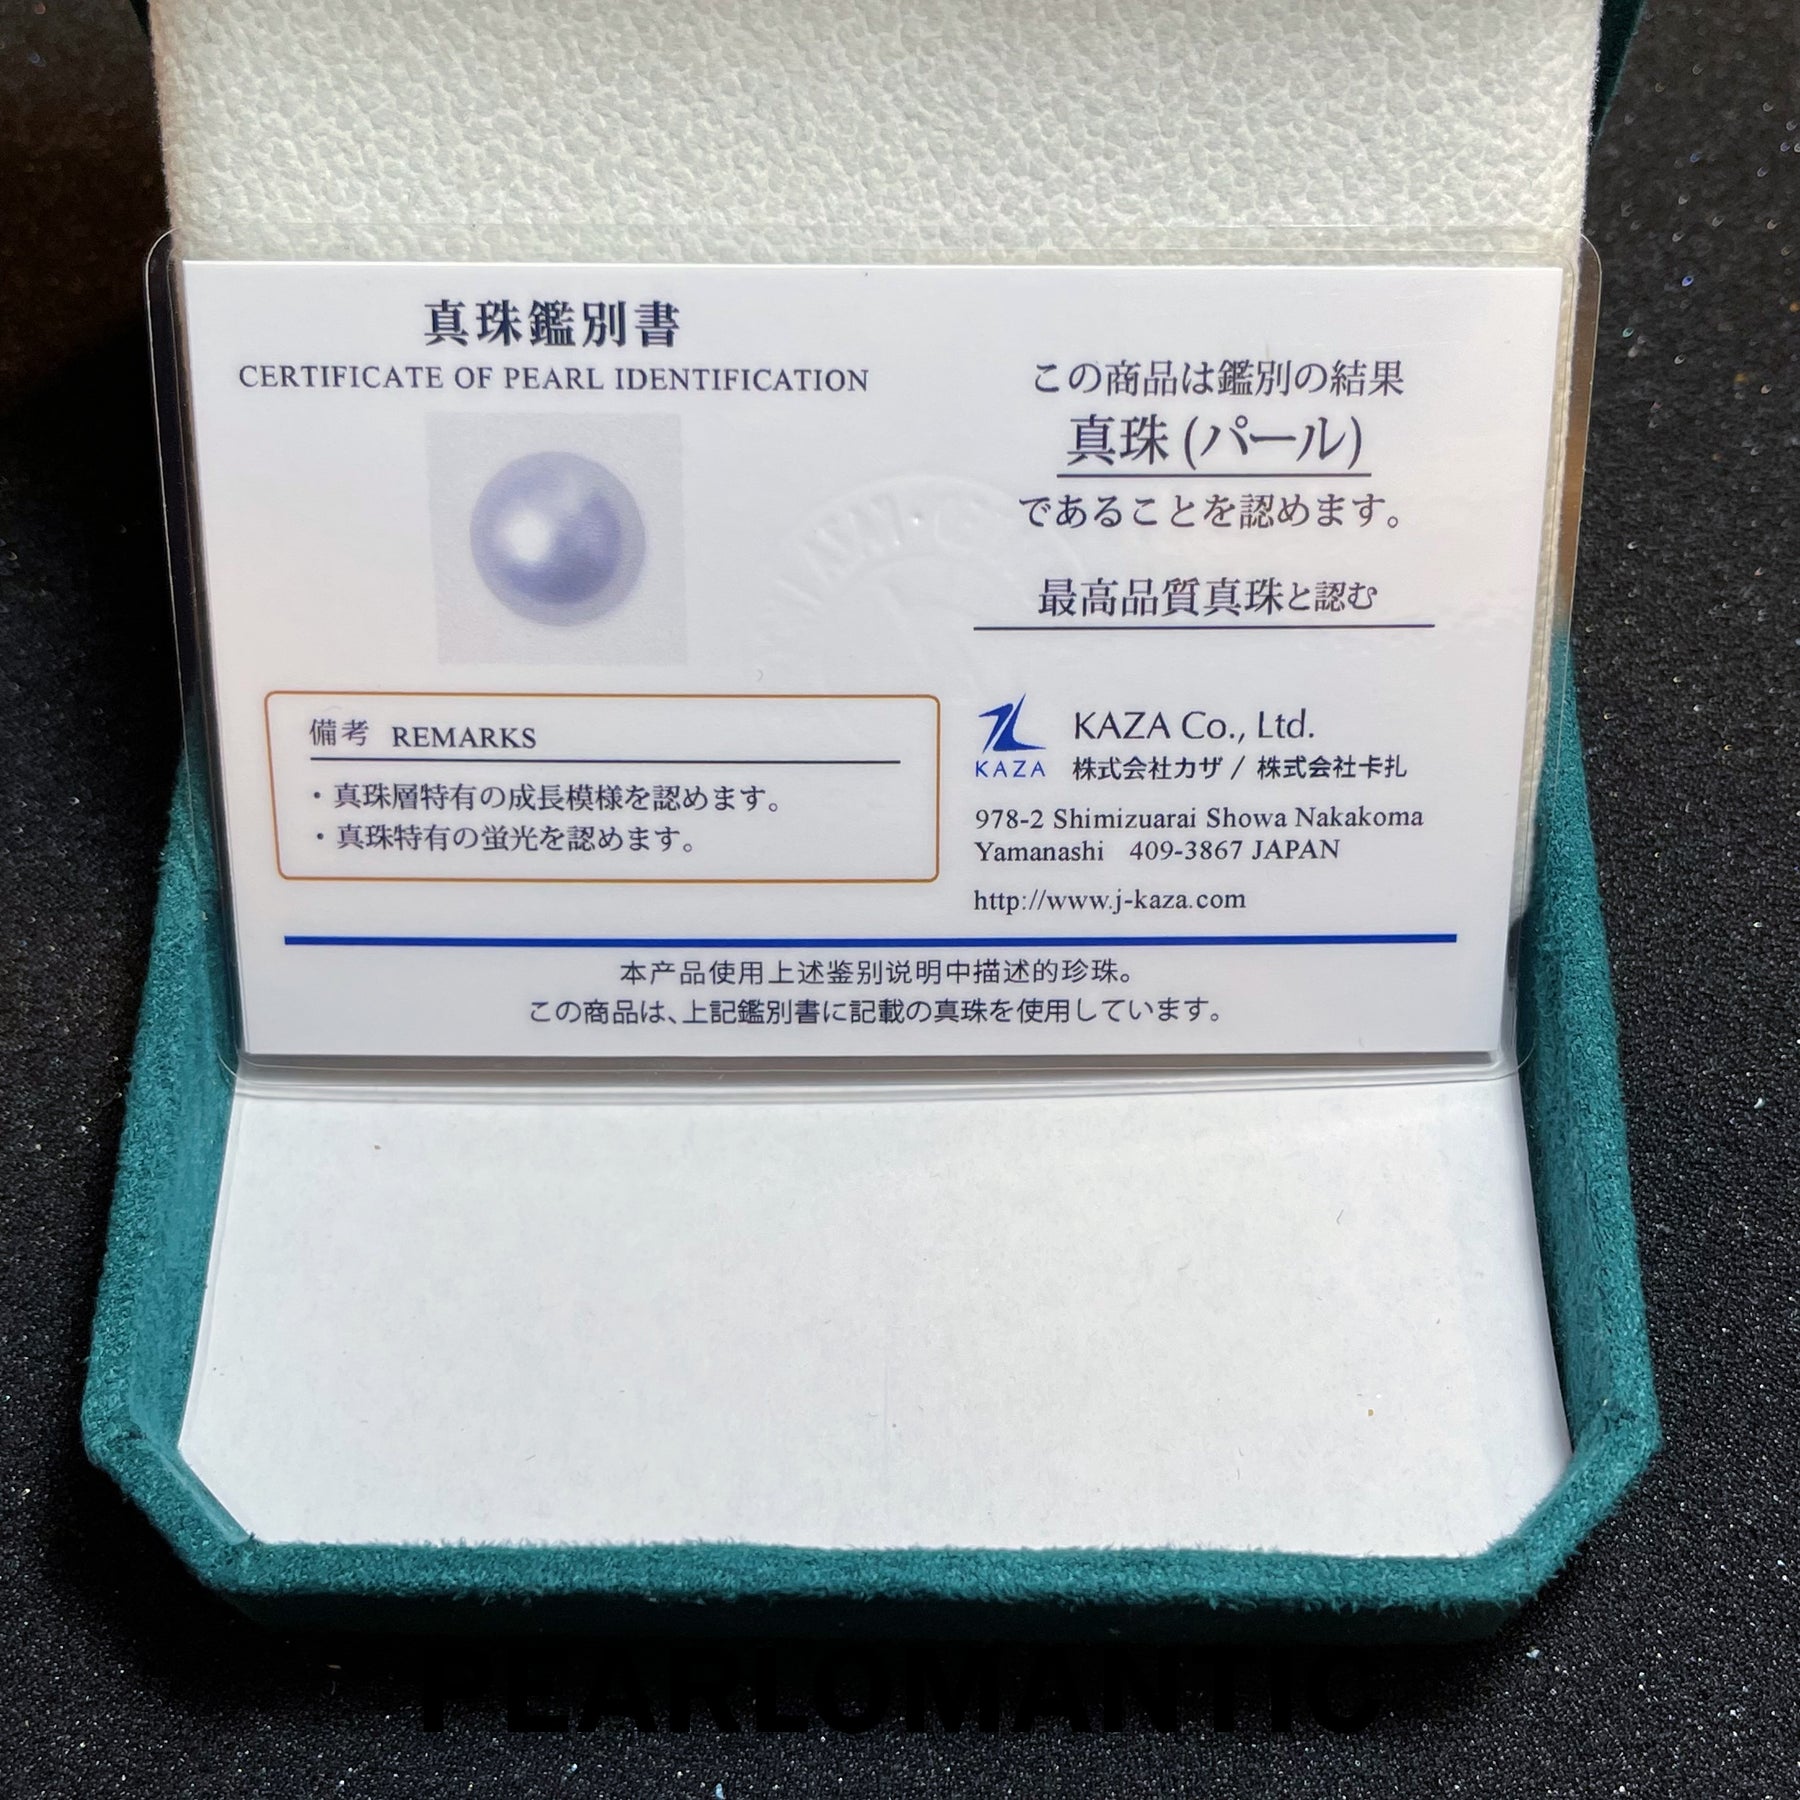 真珠鑑別書
CERTIFICATE OF PEARL IDENTIFICATION
この商品は鑑別の結果
真珠(パール)
であることを認めます。
最高品質真珠と認む
備考 REMARKS
・真珠層特有の成長模様を認めます。
・真珠特有の蛍光を認めます。
KAZA
KAZA Co., Ltd.
株式会社カザ / 株式会社卡扎
978-2 Shimizuarai Showa Nakakoma
Yamanashi 409-3867 JAPAN
http://www.j-kaza.com
本产品使用上述鉴别说明中描述的珍珠。
この商品は、上記鑑別書に記載の真珠を使用しています。
PEARLOMANTIC